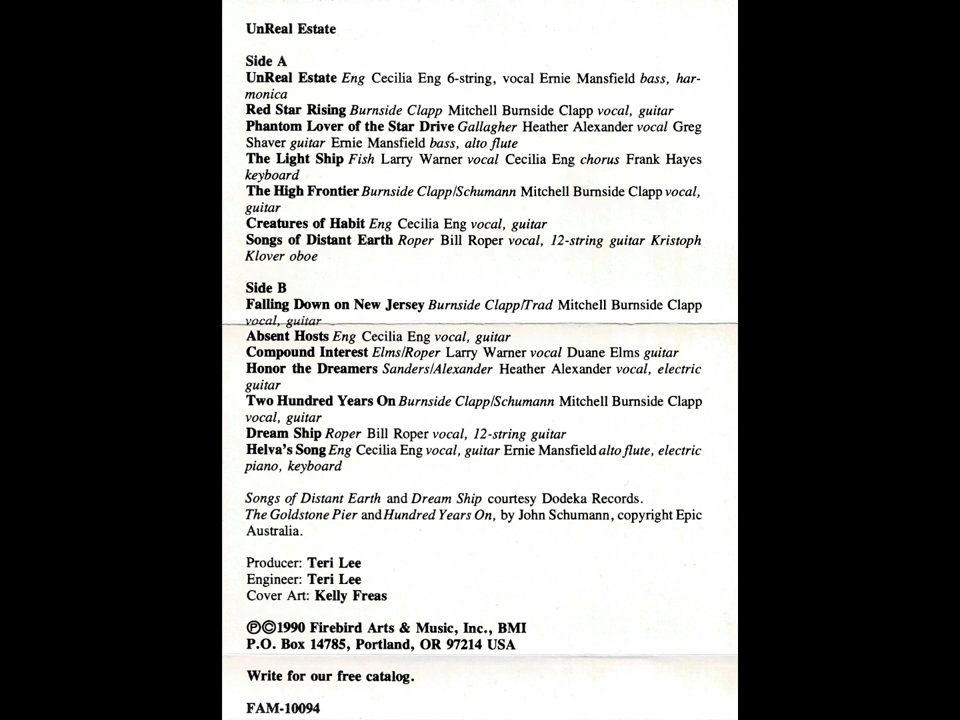 UnReal Estate
Side A
UnReal Estate Eng Cecilia Eng 6-string, vocal Ernie Mansfield bass, har-
monica
Red Star Rising Burnside Clapp Mitchell Burnside Clapp vocal, guitar
Phantom Lover of the Star Drive Gallagher Heather Alexander vocal Greg
Shaver guitar Ernie Mansfield bass, alto flute
The Light Ship Fish Larry Warner vocal Cecilia Eng chorus Frank Hayes
keyboard
The High Frontier Burnside Clapp/Schumann Mitchell Burnside Clapp vocal,
guitar
Creatures of Habit Eng Cecilia Eng vocal, guitar
Songs of Distant Earth Roper Bill Roper vocal, 12-string guitar Kristoph
Klover oboe
Side B
Falling Down on New Jersey Burnside Clapp/Trad Mitchell Burnside Clapp
vocal, guitar
Absent Hosts Eng Cecilia Eng vocal, guitar
Compound Interest Elms/Roper Larry Warner vocal Duane Elms guitar
Honor the Dreamers Sanders/Alexander Heather Alexander vocal, electric
guitar
Two Hundred Years On Burnside Clapp/Schumann Mitchell Burnside Clapp
vocal, guitar
Dream Ship Roper Bill Roper vocal, 12-string guitar
Helva's Song Eng Cecilia Eng vocal, guitar Ernie Mansfield alto flute, electric
piano, keyboard
Songs of Distant Earth and Dream Ship courtesy Dodeka Records.
The Goldstone Pier and Hundred Years On, by John Schumann, copyright Epic
Australia.
Producer: Teri Lee
Engineer: Teri Lee
Cover Art: Kelly Freas
℗©1990 Firebird Arts & Music, Inc., BMI
P.O. Box 14785, Portland, OR 97214 USA
Write for our free catalog.
FAM-10094